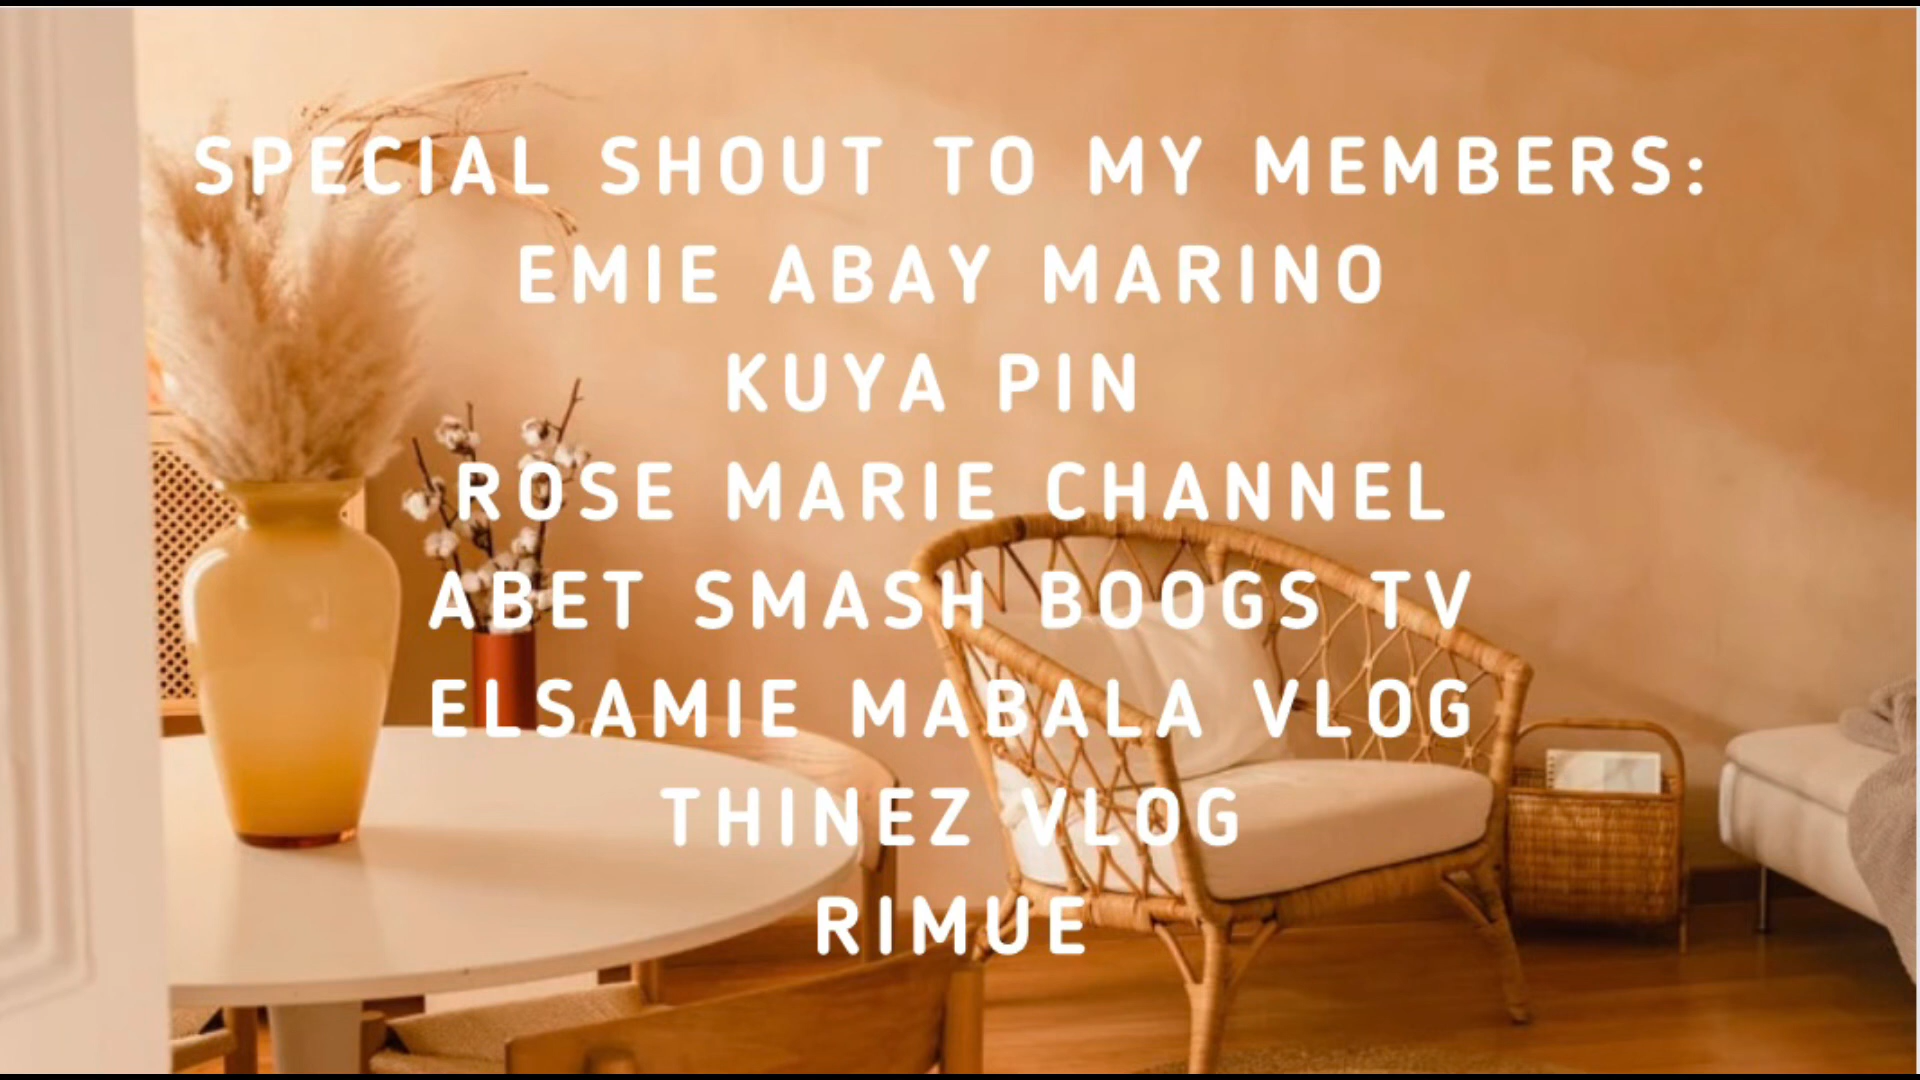 SPECIAL SHOUT TO MY MEMBERS:
EMIE ABAY MARINO
KUYA PIN
ROSE MARIE CHANNEL
ABET SMASH BOOGS TV
ELSAMIE MABALA VLOG
THINEZ VLOG
RIMUE